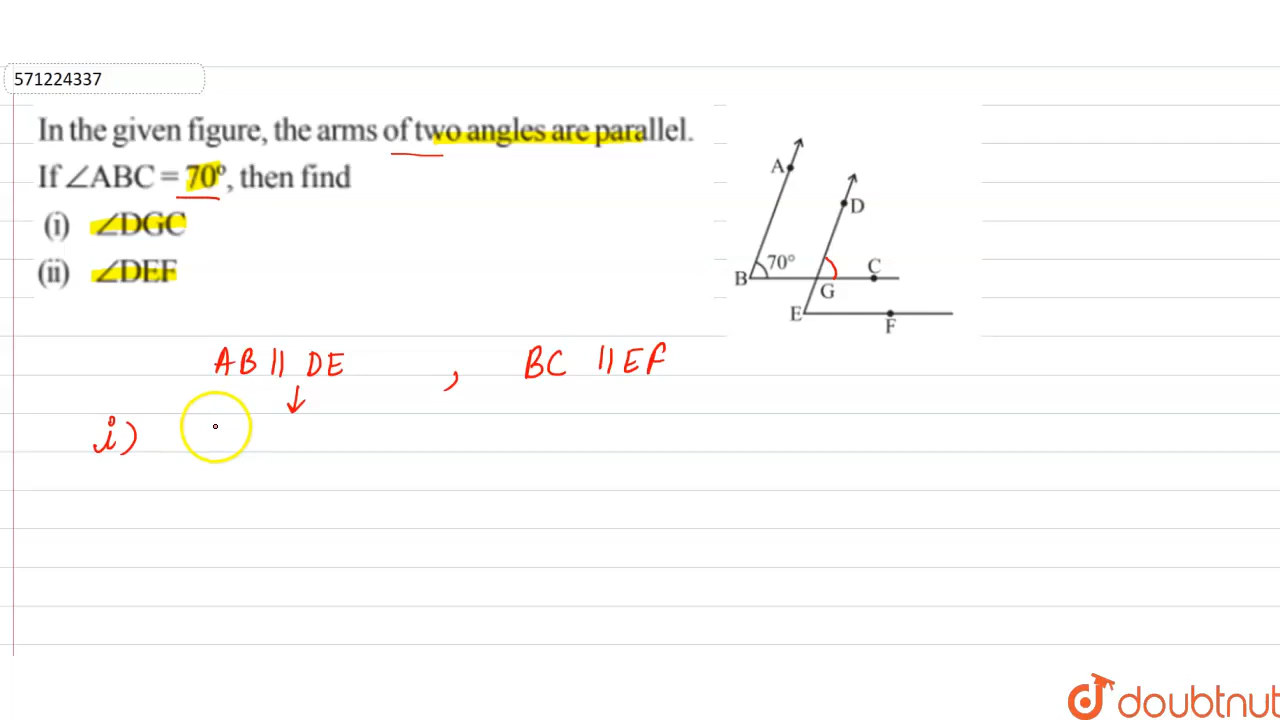 571224337
In the given figure, the arms of two angles are parallel.
If ∠ABC = 70º, then find
(i) ∠DGC
(ii) ∠DEF
A
D
70°
C
B
G
E
F
AB || DE , BC || EF
i)
doubtnut